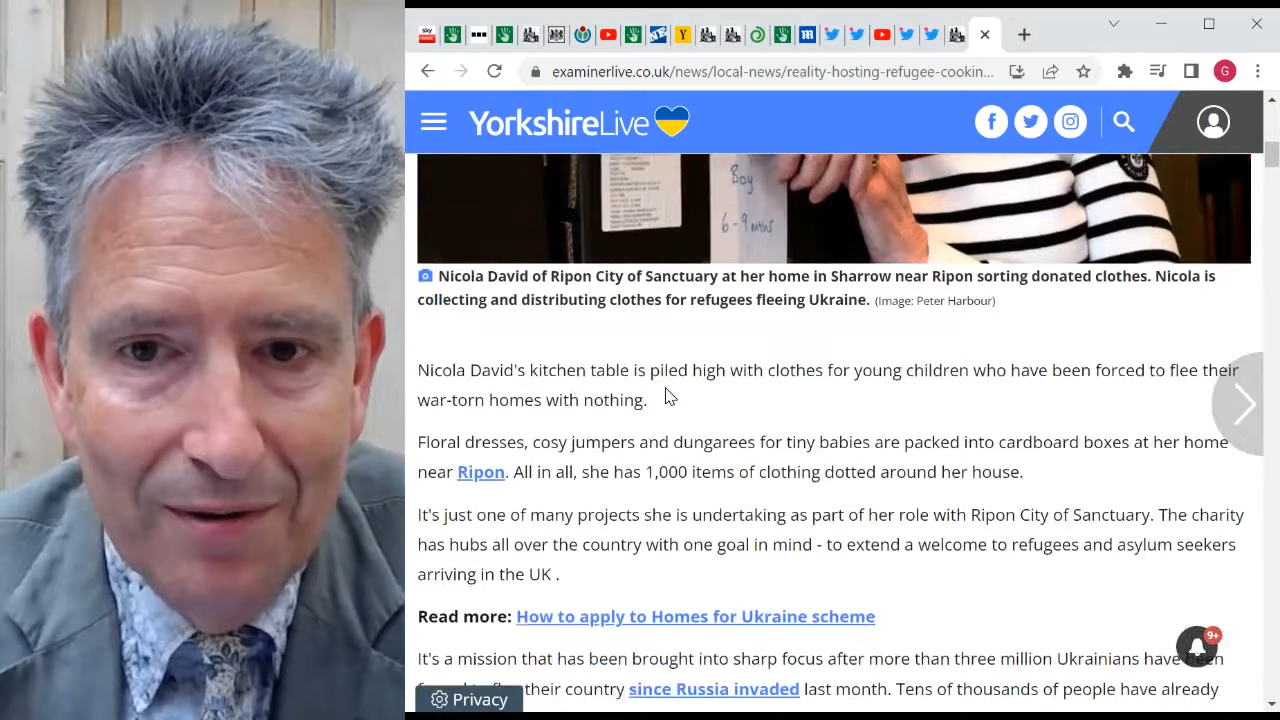 sky news
examinerlive.co.uk/news/local-news/reality-hosting-refugee-cookin...
G
YorkshireLive
Boy
6-9 mths
Nicola David of Ripon City of Sanctuary at her home in Sharrow near Ripon sorting donated clothes. Nicola is
collecting and distributing clothes for refugees fleeing Ukraine. (Image: Peter Harbour)
Nicola David's kitchen table is piled high with clothes for young children who have been forced to flee their
war-torn homes with nothing.
Floral dresses, cosy jumpers and dungarees for tiny babies are packed into cardboard boxes at her home
near Ripon. All in all, she has 1,000 items of clothing dotted around her house.
It's just one of many projects she is undertaking as part of her role with Ripon City of Sanctuary. The charity
has hubs all over the country with one goal in mind - to extend a welcome to refugees and asylum seekers
arriving in the UK .
Read more: How to apply to Homes for Ukraine scheme
9+
It's a mission that has been brought into sharp focus after more than three million Ukrainians have been
their country since Russia invaded last month. Tens of thousands of people have already
Privacy